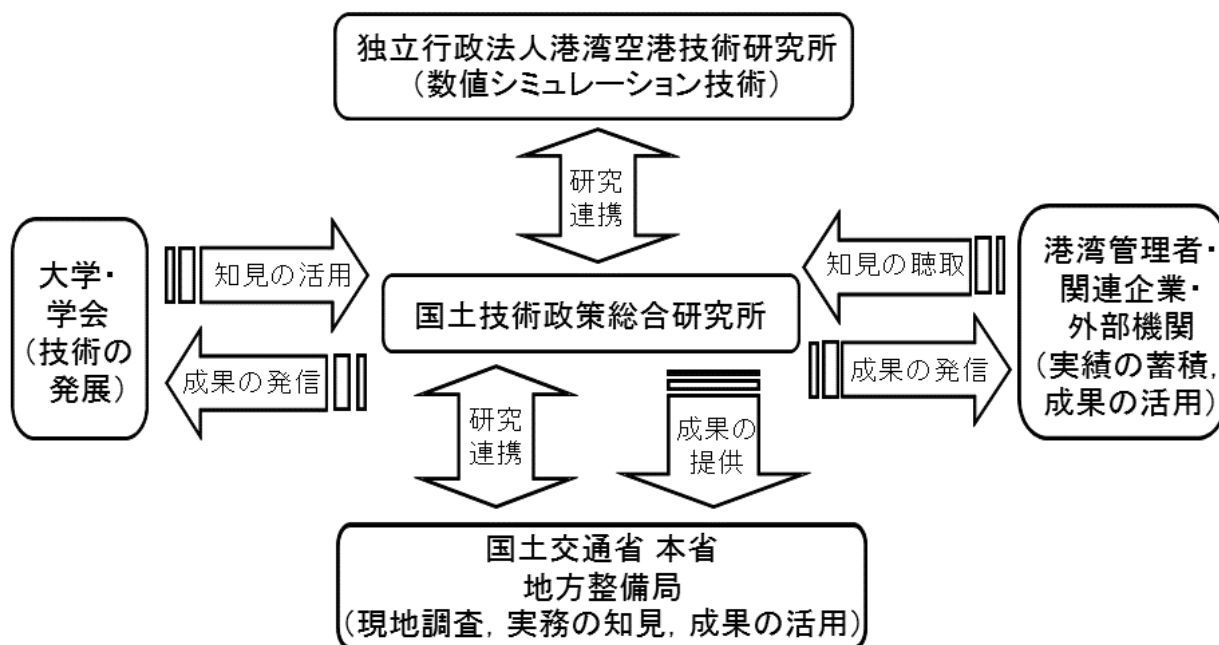 独立行政法人港湾空港技術研究所
（数値シミュレーション技術）
研究
連携
大学・
学会
（技術の
発展）
知見の活用
成果の発信
国土技術政策総合研究所
知見の聴取
成果の発信
港湾管理者・
関連企業・
外部機関
（実績の蓄積，
成果の活用）
研究
連携
成果の
提供
国土交通省 本省
地方整備局
（現地調査，実務の知見，成果の活用）